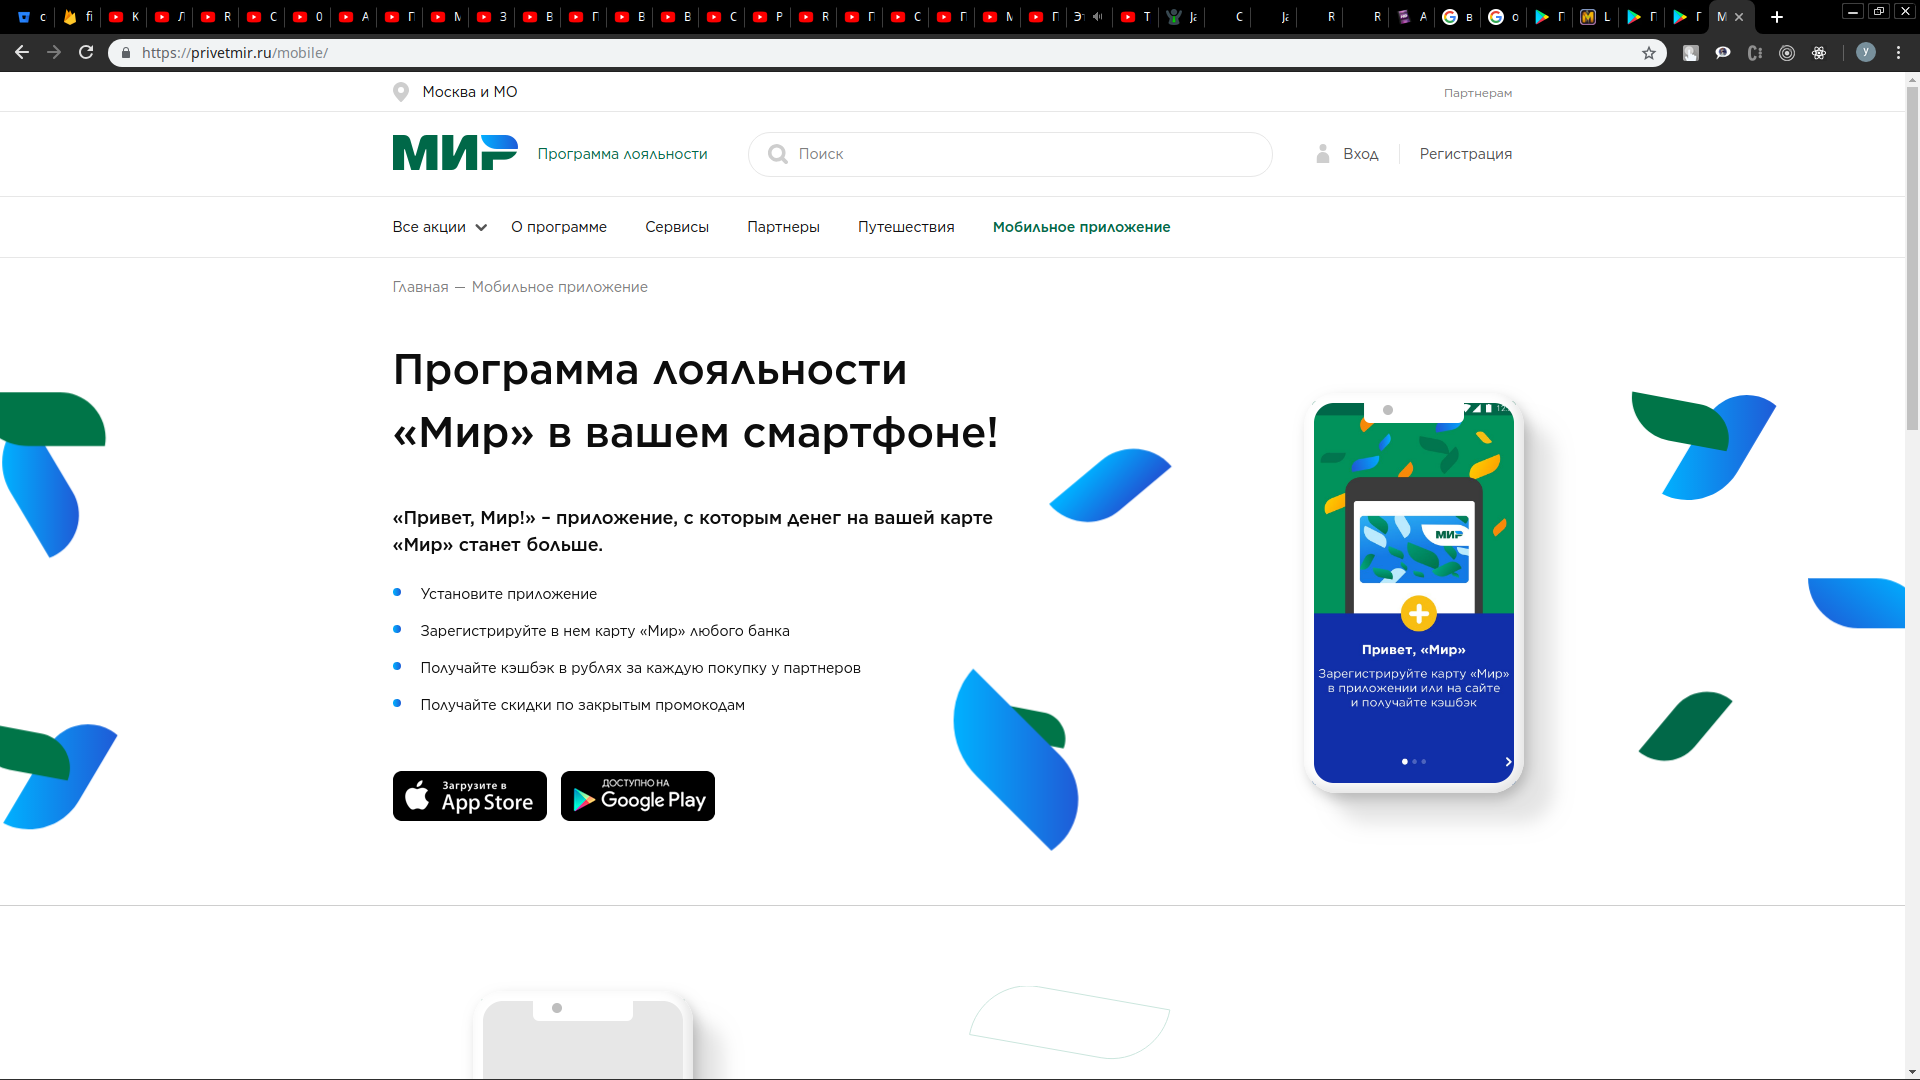 https://privetmir.ru/mobile/
Москва и МО
Партнерам
МИР
Программа лояльности
Поиск
Вход
Регистрация
Все акции
О программе
Сервисы
Партнеры
Путешествия
Мобильное приложение
Главная — Мобильное приложение
Программа лояльности
«Мир» в вашем смартфоне!
«Привет, Мир!» – приложение, с которым денег на вашей карте
«Мир» станет больше.
Установите приложение
Зарегистрируйте в нем карту «Мир» любого банка
Получайте кэшбэк в рублях за каждую покупку у партнеров
Получайте скидки по закрытым промокодам
Загрузите в
App Store
ДОСТУПНО НА
Google Play
МИР
Привет, «Мир»
Зарегистрируйте карту «Мир»
в приложении или на сайте
и получайте кэшбэк